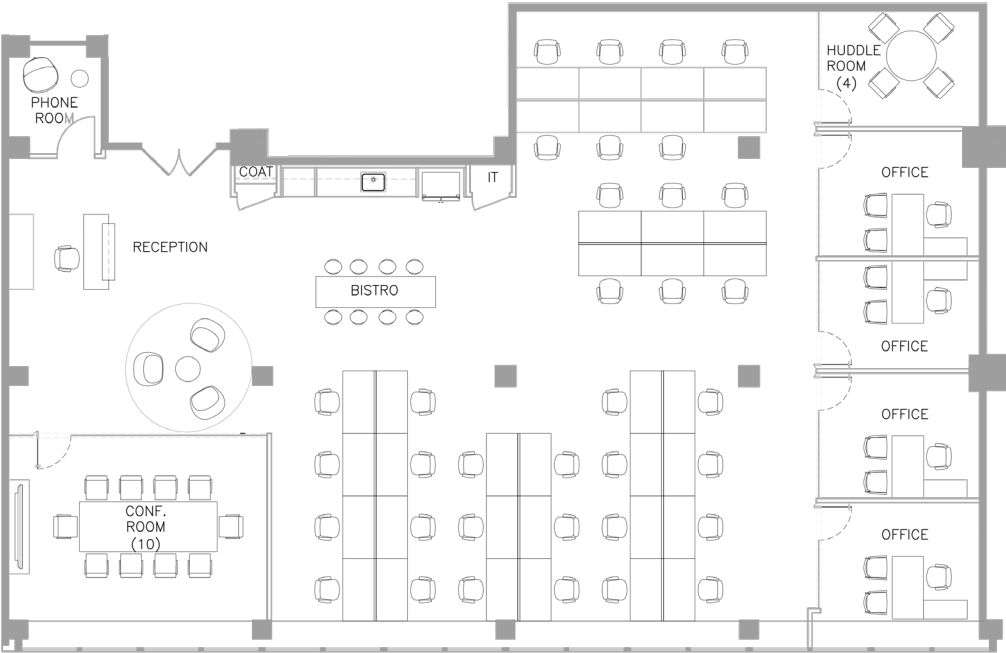 HUDDLE
ROOM
(4)
PHONE
ROOM
COAT
IT
OFFICE
RECEPTION
BISTRO
OFFICE
OFFICE
CONF.
ROOM
(10)
OFFICE